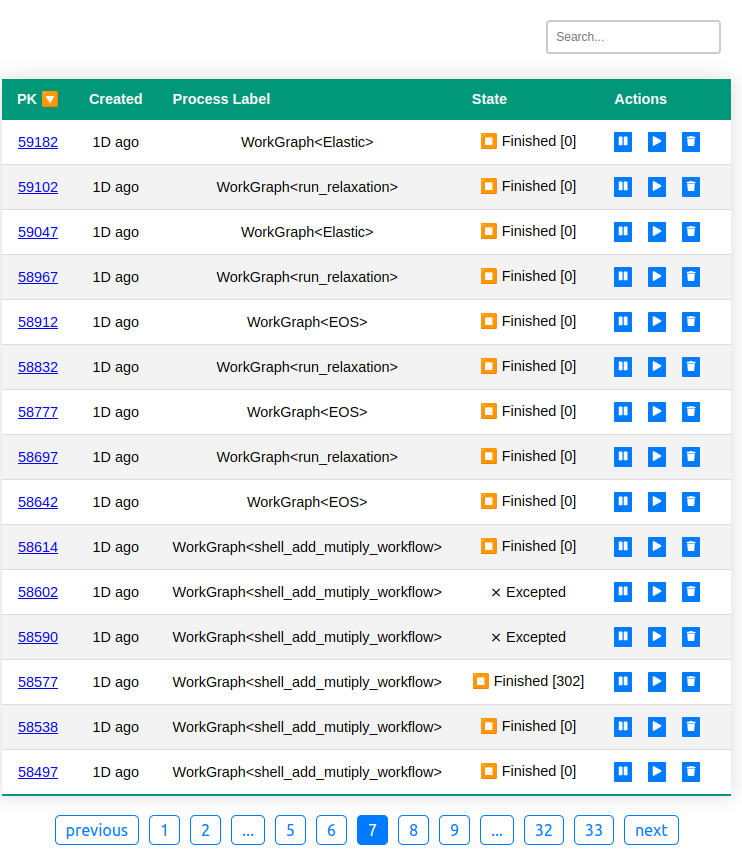 Search...
PK 🔽 Created Process Label State Actions
59182 1D ago WorkGraph<Elastic> ⏹️ Finished [0]
59102 1D ago WorkGraph<run_relaxation> ⏹️ Finished [0]
59047 1D ago WorkGraph<Elastic> ⏹️ Finished [0]
58967 1D ago WorkGraph<run_relaxation> ⏹️ Finished [0]
58912 1D ago WorkGraph<EOS> ⏹️ Finished [0]
58832 1D ago WorkGraph<run_relaxation> ⏹️ Finished [0]
58777 1D ago WorkGraph<EOS> ⏹️ Finished [0]
58697 1D ago WorkGraph<run_relaxation> ⏹️ Finished [0]
58642 1D ago WorkGraph<EOS> ⏹️ Finished [0]
58614 1D ago WorkGraph<shell_add_mutiply_workflow> ⏹️ Finished [0]
58602 1D ago WorkGraph<shell_add_mutiply_workflow> ⨯ Excepted
58590 1D ago WorkGraph<shell_add_mutiply_workflow> ⨯ Excepted
58577 1D ago WorkGraph<shell_add_mutiply_workflow> ⏹️ Finished [302]
58538 1D ago WorkGraph<shell_add_mutiply_workflow> ⏹️ Finished [0]
58497 1D ago WorkGraph<shell_add_mutiply_workflow> ⏹️ Finished [0]
previous 1 2 ... 5 6 7 8 9 ... 32 33 next